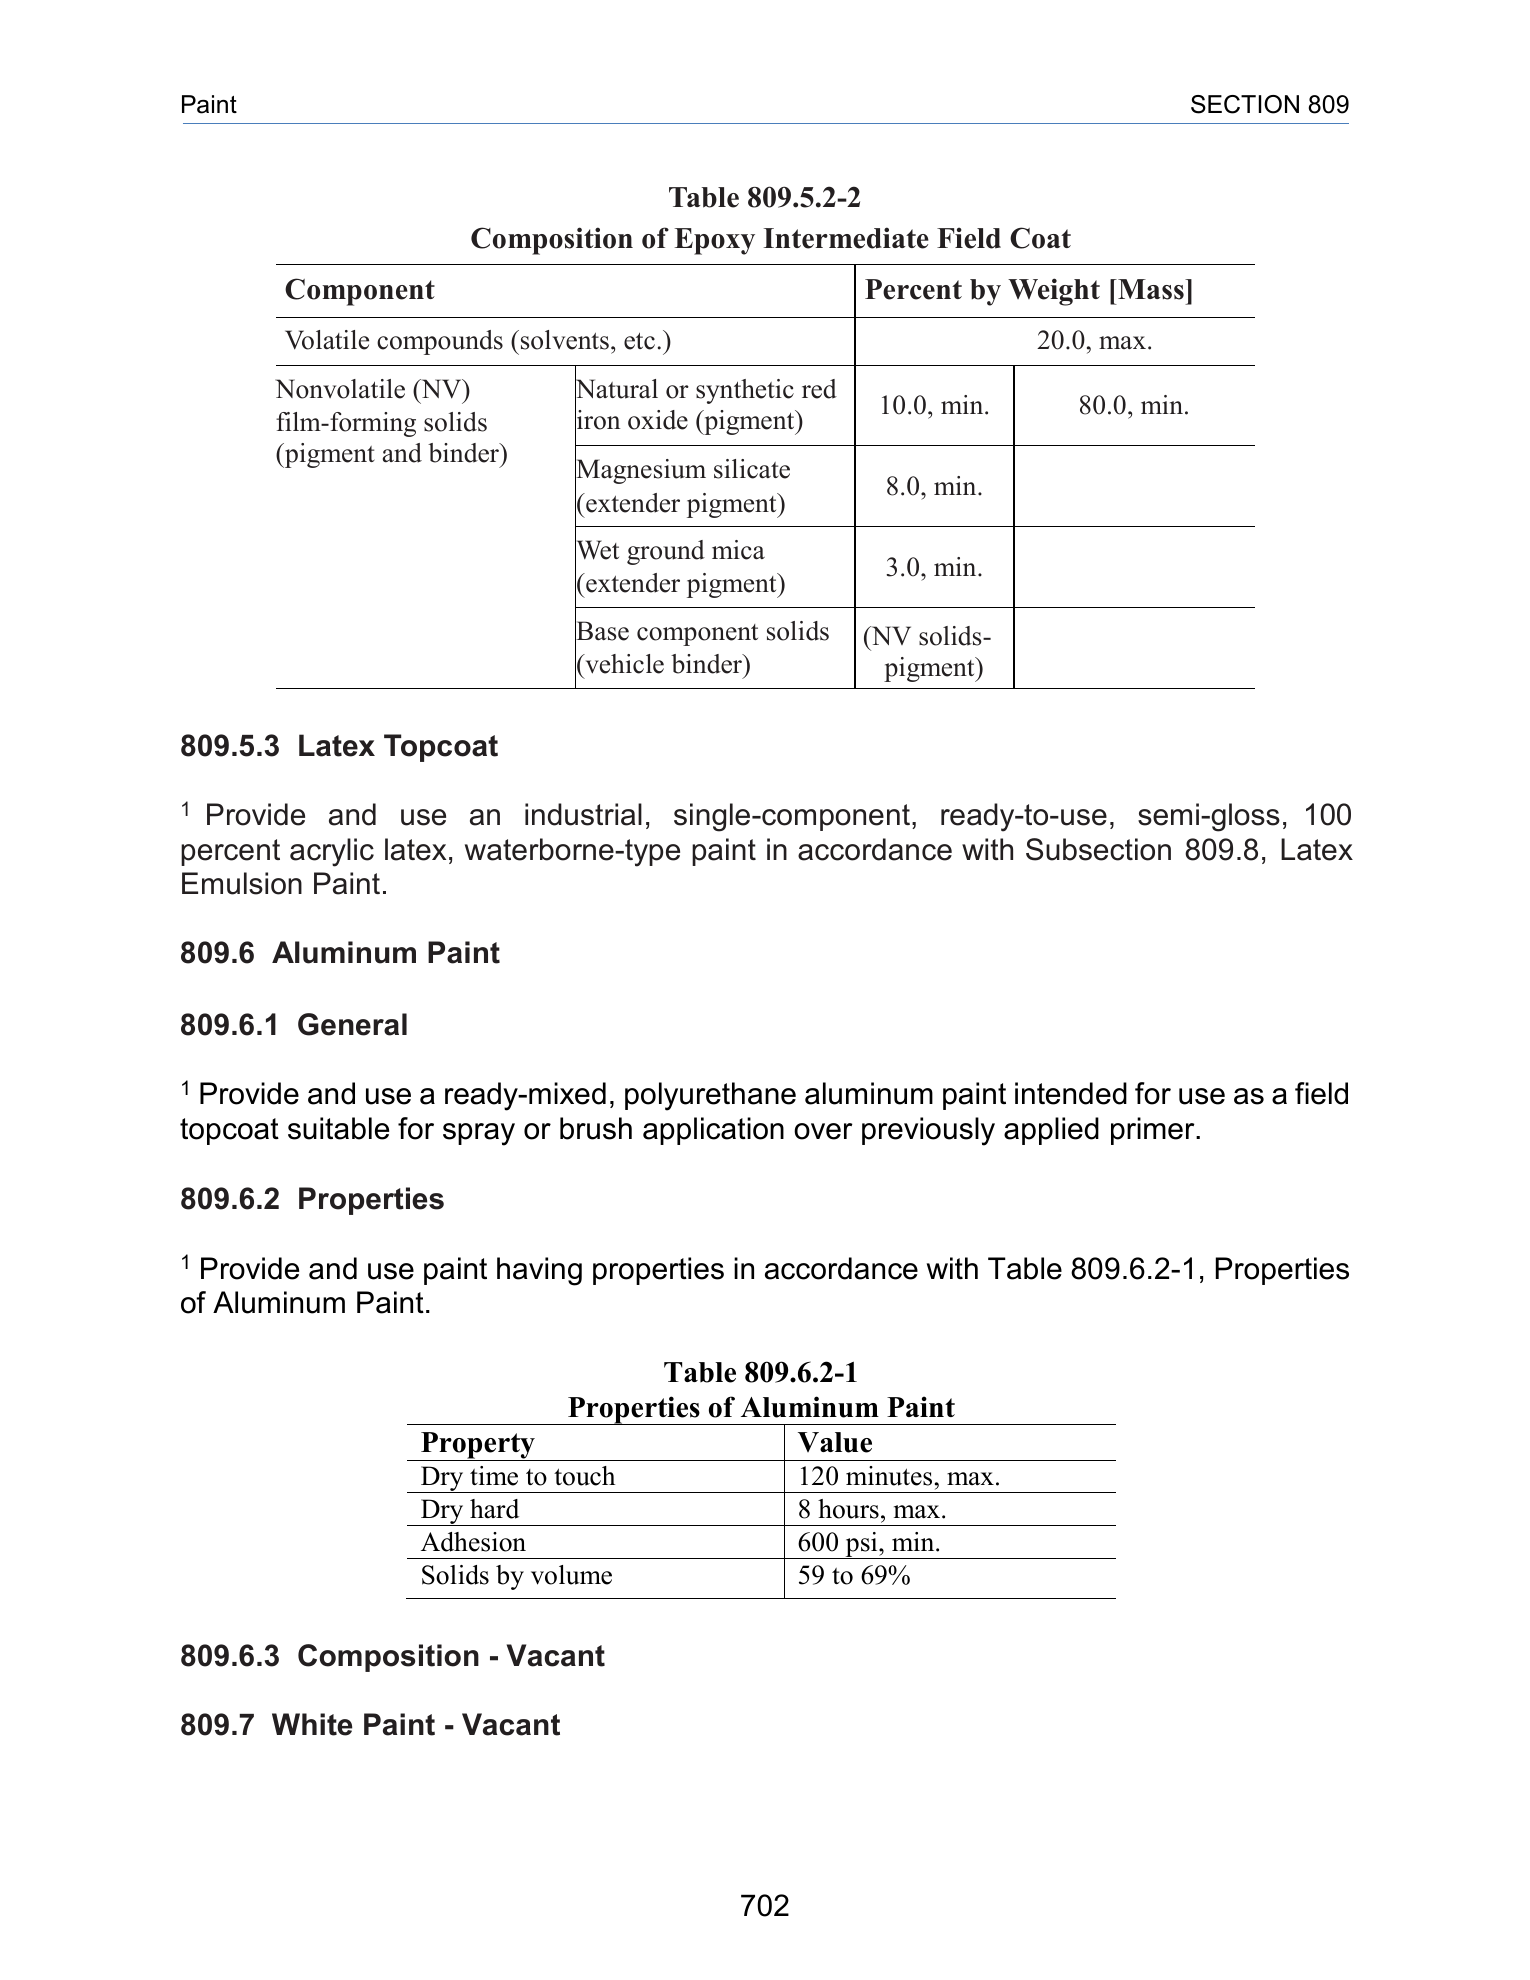 Paint SECTION 809
Table 809.5.2-2
Composition of Epoxy Intermediate Field Coat
Component Percent by Weight [Mass]
Volatile compounds (solvents, etc.) 20.0, max.
Nonvolatile (NV)
film-forming solids
(pigment and binder)
Natural or synthetic red
iron oxide (pigment)
10.0, min. 80.0, min.
Magnesium silicate
(extender pigment)
8.0, min.
Wet ground mica
(extender pigment)
3.0, min.
Base component solids
(vehicle binder)
(NV solids-
pigment)
809.5.3 Latex Topcoat
1 Provide and use an industrial, single-component, ready-to-use, semi-gloss, 100
percent acrylic latex, waterborne-type paint in accordance with Subsection 809.8, Latex
Emulsion Paint.
809.6 Aluminum Paint
809.6.1 General
1 Provide and use a ready-mixed, polyurethane aluminum paint intended for use as a field
topcoat suitable for spray or brush application over previously applied primer.
809.6.2 Properties
1 Provide and use paint having properties in accordance with Table 809.6.2-1, Properties
of Aluminum Paint.
Table 809.6.2-1
Properties of Aluminum Paint
Property Value
Dry time to touch 120 minutes, max.
Dry hard 8 hours, max.
Adhesion 600 psi, min.
Solids by volume 59 to 69%
809.6.3 Composition - Vacant
809.7 White Paint - Vacant
702